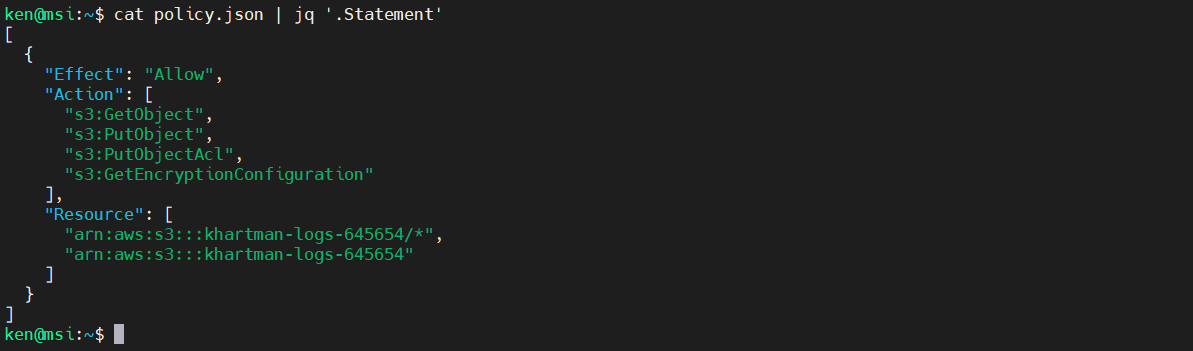 ken@msi:~$ cat policy.json | jq '.Statement'
[
  {
    "Effect": "Allow",
    "Action": [
      "s3:GetObject",
      "s3:PutObject",
      "s3:PutObjectAcl",
      "s3:GetEncryptionConfiguration"
    ],
    "Resource": [
      "arn:aws:s3:::khartman-logs-645654/*",
      "arn:aws:s3:::khartman-logs-645654"
    ]
  }
]
ken@msi:~$